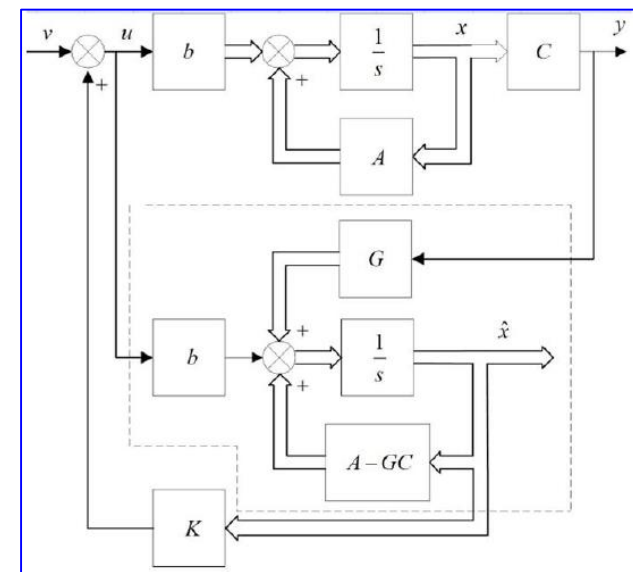 v u b 1/s x C y
+
+
A
G
+
b 1/s x̂
+
A – GC
K